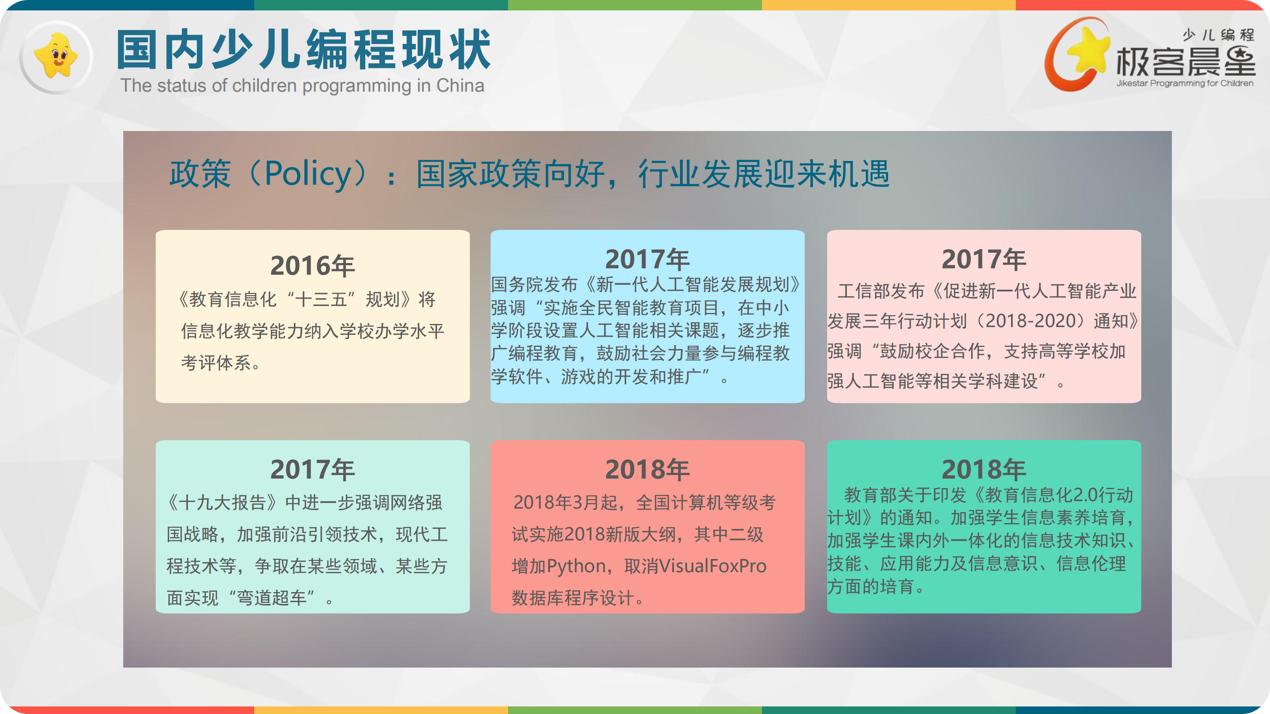 国内少儿编程现状
The status of children programming in China
少儿编程
极客晨星
Jikestar Programming for Children
政策（Policy）：国家政策向好，行业发展迎来机遇
2016年
《教育信息化“十三五”规划》将
信息化教学能力纳入学校办学水平
考评体系。
2017年
国务院发布《新一代人工智能发展规划》
强调“实施全民智能教育项目，在中小
学阶段设置人工智能相关课题，逐步推
广编程教育，鼓励社会力量参与编程教
学软件、游戏的开发和推广”。
2017年
工信部发布《促进新一代人工智能产业
发展三年行动计划（2018-2020）通知》
强调“鼓励校企合作，支持高等学校加
强人工智能等相关学科建设”。
2017年
《十九大报告》中进一步强调网络强
国战略，加强前沿引领技术，现代工
程技术等，争取在某些领域、某些方
面实现“弯道超车”。
2018年
2018年3月起，全国计算机等级考
试实施2018新版大纲，其中二级
增加Python，取消VisualFoxPro
数据库程序设计。
2018年
教育部关于印发《教育信息化2.0行动
计划》的通知。加强学生信息素养培育，
加强学生课内外一体化的信息技术知识、
技能、应用能力及信息意识、信息伦理
方面的培育。